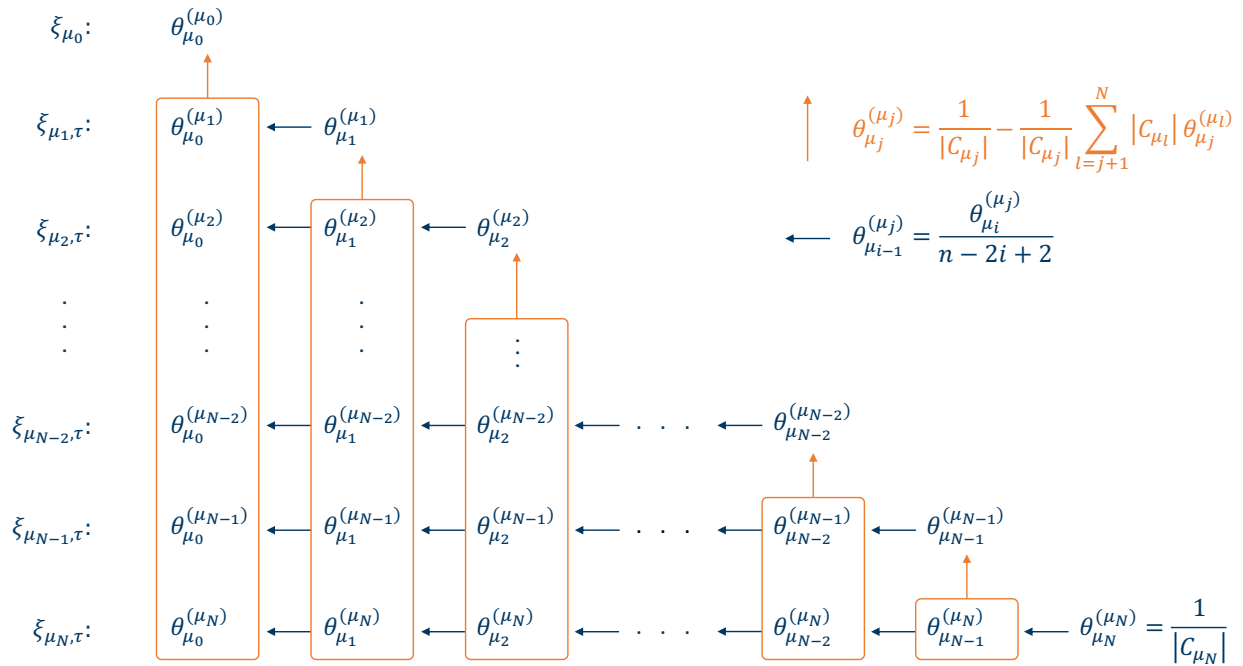 ξ_{μ_0}: θ_{μ_0}^{(μ_0)}
ξ_{μ_1,τ}: θ_{μ_0}^{(μ_1)} ← θ_{μ_1}^{(μ_1)}
↑ θ_{μ_j}^{(μ_j)} = \frac{1}{|C_{μ_j}|} - \frac{1}{|C_{μ_j}|} \sum_{l=j+1}^{N} |C_{μ_l}| θ_{μ_j}^{(μ_l)}
ξ_{μ_2,τ}: θ_{μ_0}^{(μ_2)} ← θ_{μ_1}^{(μ_2)} ← θ_{μ_2}^{(μ_2)}
← θ_{μ_{i-1}}^{(μ_j)} = \frac{θ_{μ_i}^{(μ_j)}}{n - 2i + 2}
⋮ ⋮ ⋮ ⋮
ξ_{μ_{N-2},τ}: θ_{μ_0}^{(μ_{N-2})} ← θ_{μ_1}^{(μ_{N-2})} ← θ_{μ_2}^{(μ_{N-2})} ← . . . ← θ_{μ_{N-2}}^{(μ_{N-2})}
ξ_{μ_{N-1},τ}: θ_{μ_0}^{(μ_{N-1})} ← θ_{μ_1}^{(μ_{N-1})} ← θ_{μ_2}^{(μ_{N-1})} ← . . . ← θ_{μ_{N-2}}^{(μ_{N-1})} ← θ_{μ_{N-1}}^{(μ_{N-1})}
ξ_{μ_N,τ}: θ_{μ_0}^{(μ_N)} ← θ_{μ_1}^{(μ_N)} ← θ_{μ_2}^{(μ_N)} ← . . . ← θ_{μ_{N-2}}^{(μ_N)} ← θ_{μ_{N-1}}^{(μ_N)} ← θ_{μ_N}^{(μ_N)} = \frac{1}{|C_{μ_N}|}